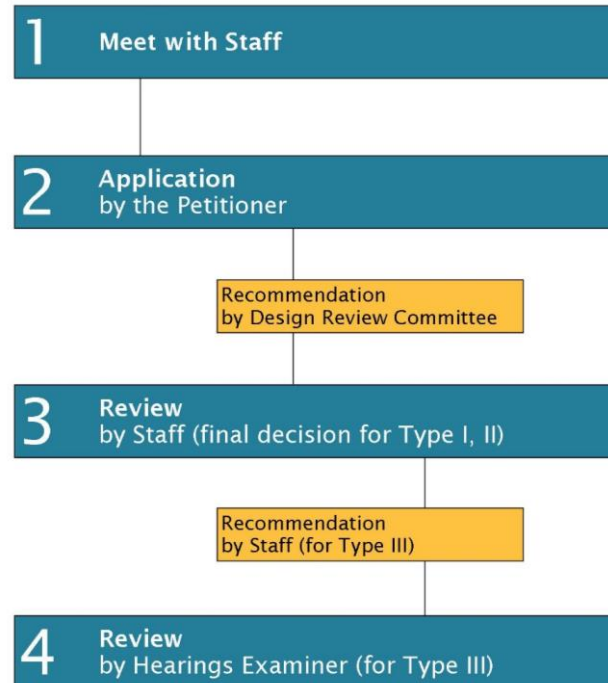 1 Meet with Staff
2 Application
by the Petitioner
Recommendation
by Design Review Committee
3 Review
by Staff (final decision for Type I, II)
Recommendation
by Staff (for Type III)
4 Review
by Hearings Examiner (for Type III)